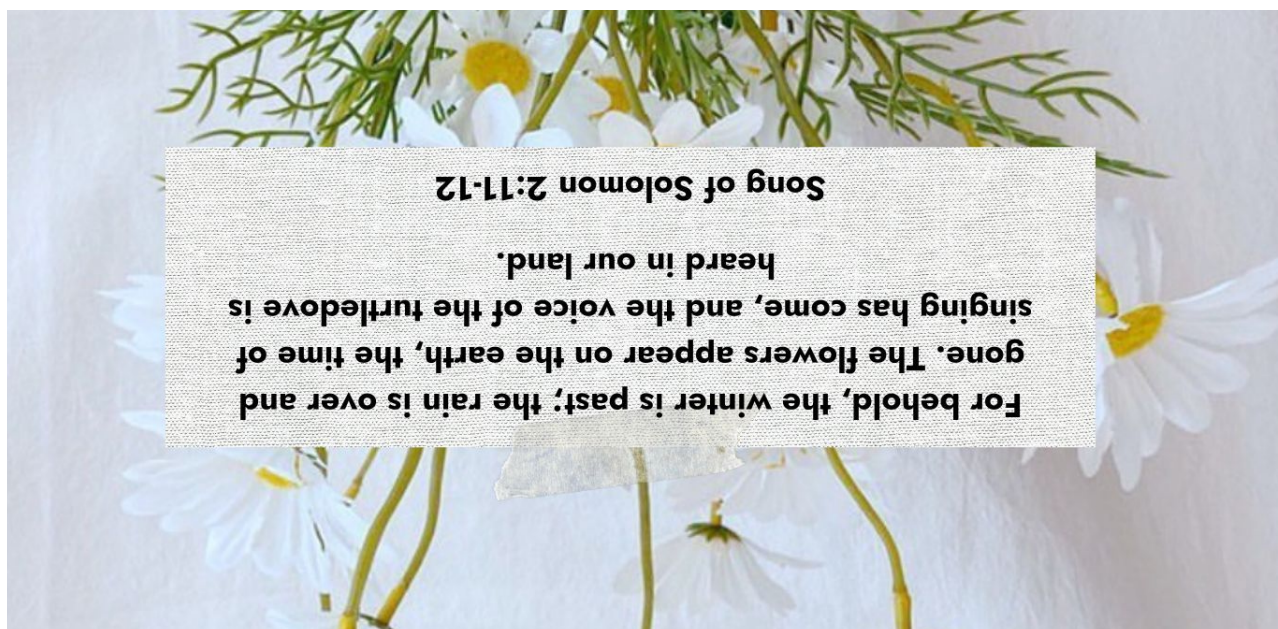 For behold, the winter is past; the rain is over and
gone. The flowers appear on the earth, the time of
singing has come, and the voice of the turtledove is
heard in our land.
Song of Solomon 2:11-12